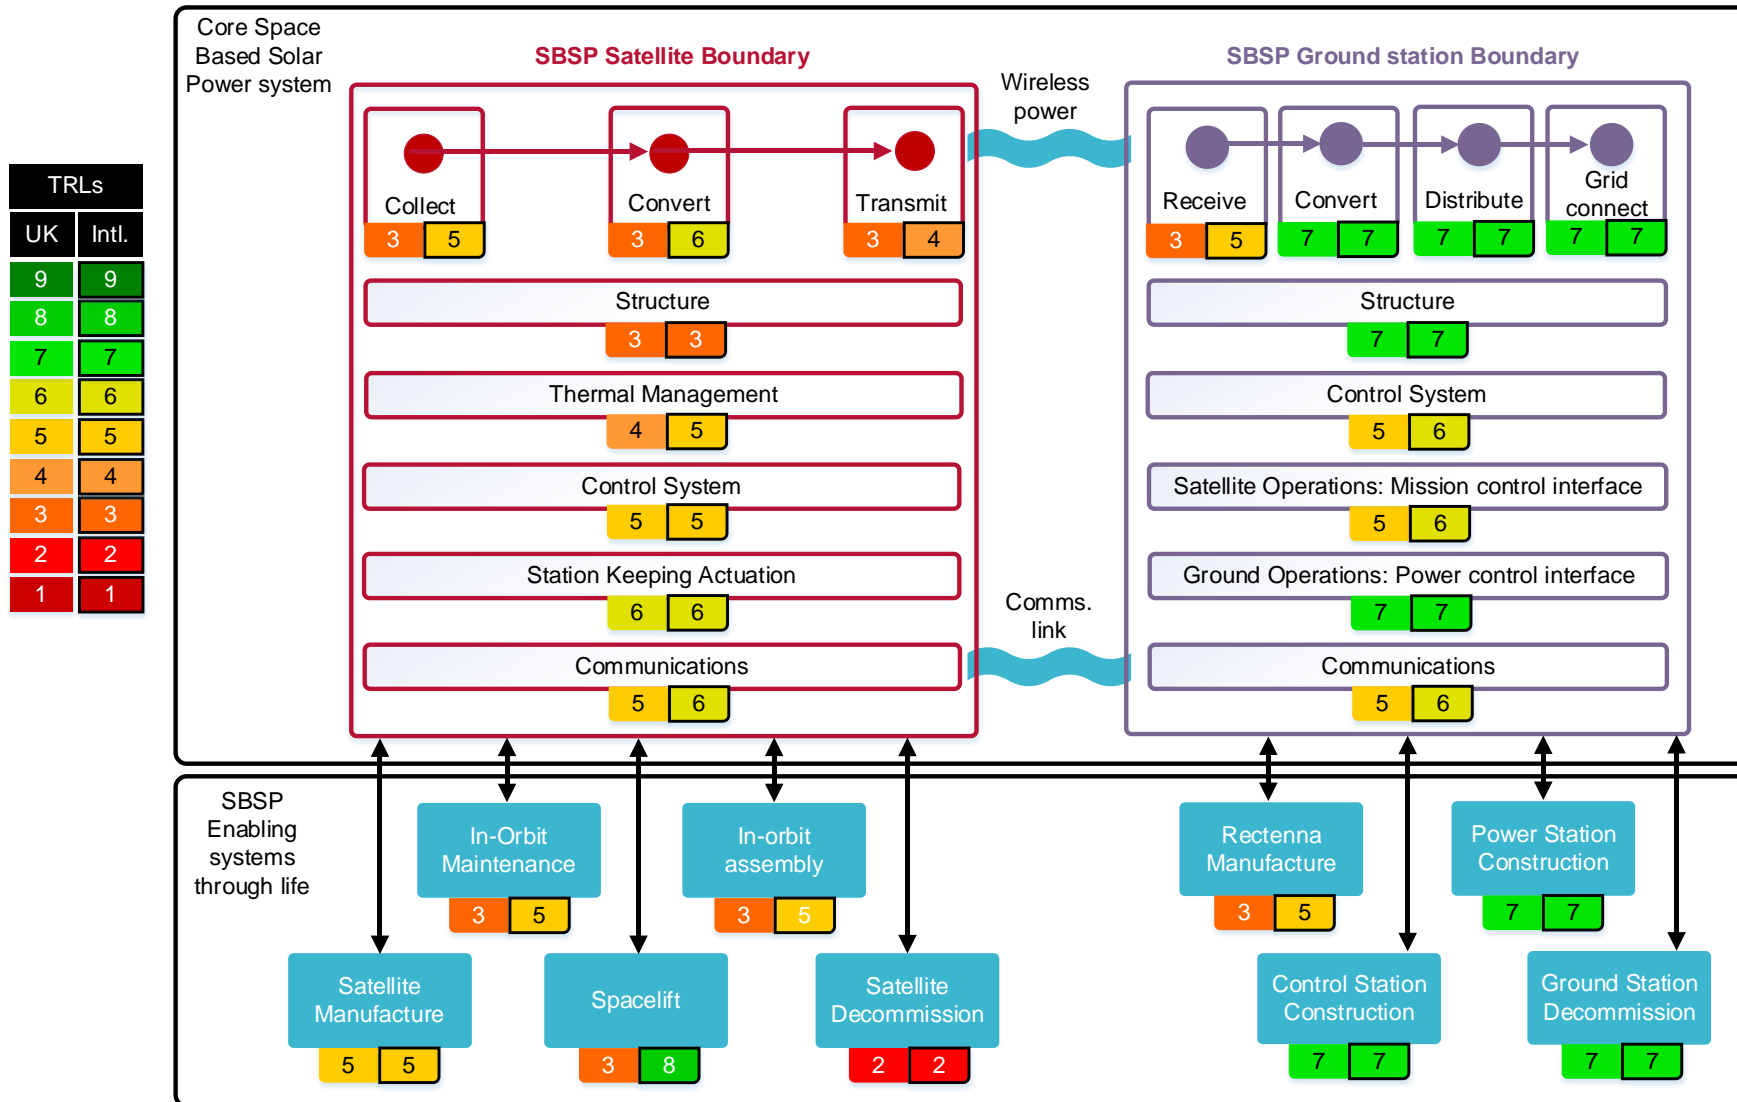 Core Space
Based Solar
Power system
SBSP Satellite Boundary
SBSP Ground station Boundary
Wireless
power
TRLs
UK Intl.
9 9
8 8
7 7
6 6
5 5
4 4
3 3
2 2
1 1
Collect
3 5
Convert
3 6
Transmit
3 4
Structure
3 3
Thermal Management
4 5
Control System
5 5
Station Keeping Actuation
6 6
Communications
5 6
Comms.
link
Receive
3 5
Convert
7 7
Distribute
7 7
Grid
connect
7 7
Structure
7 7
Control System
5 6
Satellite Operations: Mission control interface
5 6
Ground Operations: Power control interface
7 7
Communications
5 6
SBSP
Enabling
systems
through life
In-Orbit
Maintenance
3 5
In-orbit
assembly
3 5
Satellite
Manufacture
5 5
Spacelift
3 8
Satellite
Decommission
2 2
Rectenna
Manufacture
3 5
Power Station
Construction
7 7
Control Station
Construction
7 7
Ground Station
Decommission
7 7